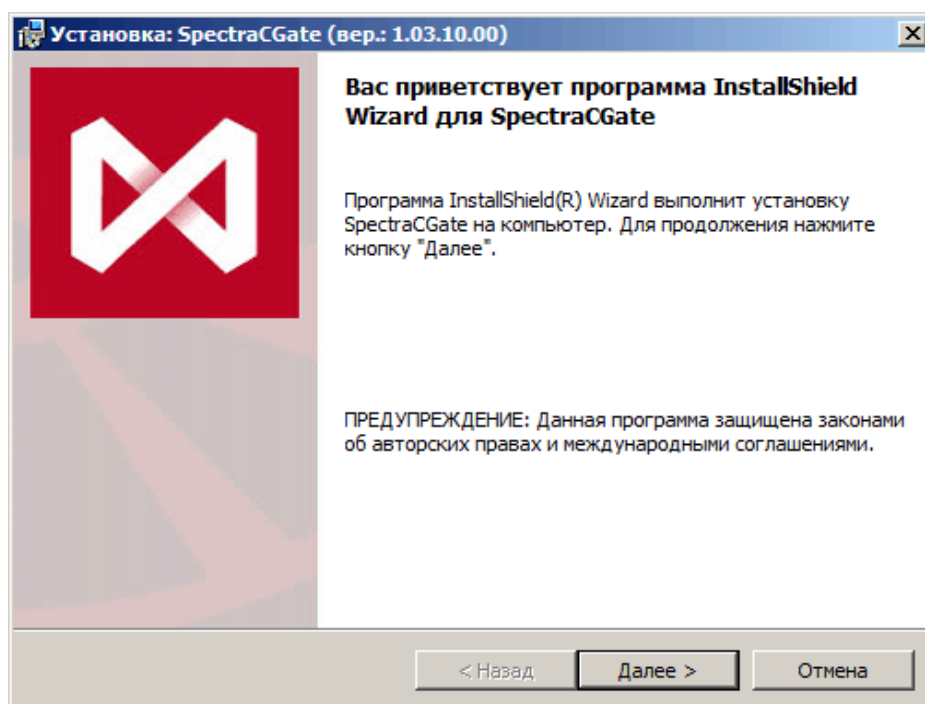 Установка: SpectraCGate (вер.: 1.03.10.00)
Вас приветствует программа InstallShield
Wizard для SpectraCGate
Программа InstallShield(R) Wizard выполнит установку
SpectraCGate на компьютер. Для продолжения нажмите
кнопку "Далее".
ПРЕДУПРЕЖДЕНИЕ: Данная программа защищена законами
об авторских правах и международными соглашениями.
< Назад
Далее >
Отмена